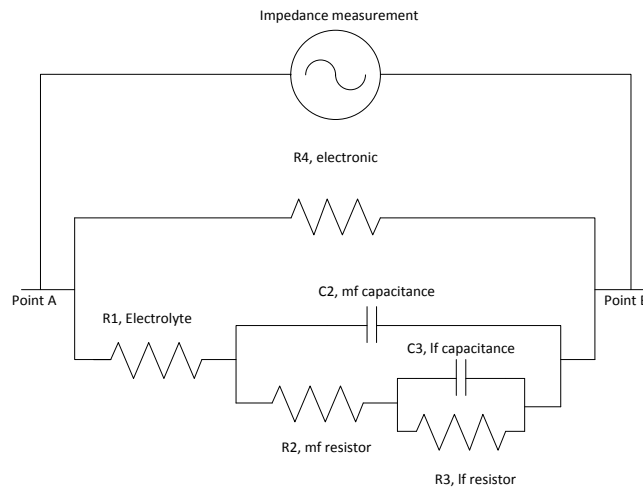 Impedance measurement
R4, electronic
Point A
Point B
C2, mf capacitance
R1, Electrolyte
C3, lf capacitance
R2, mf resistor
R3, lf resistor